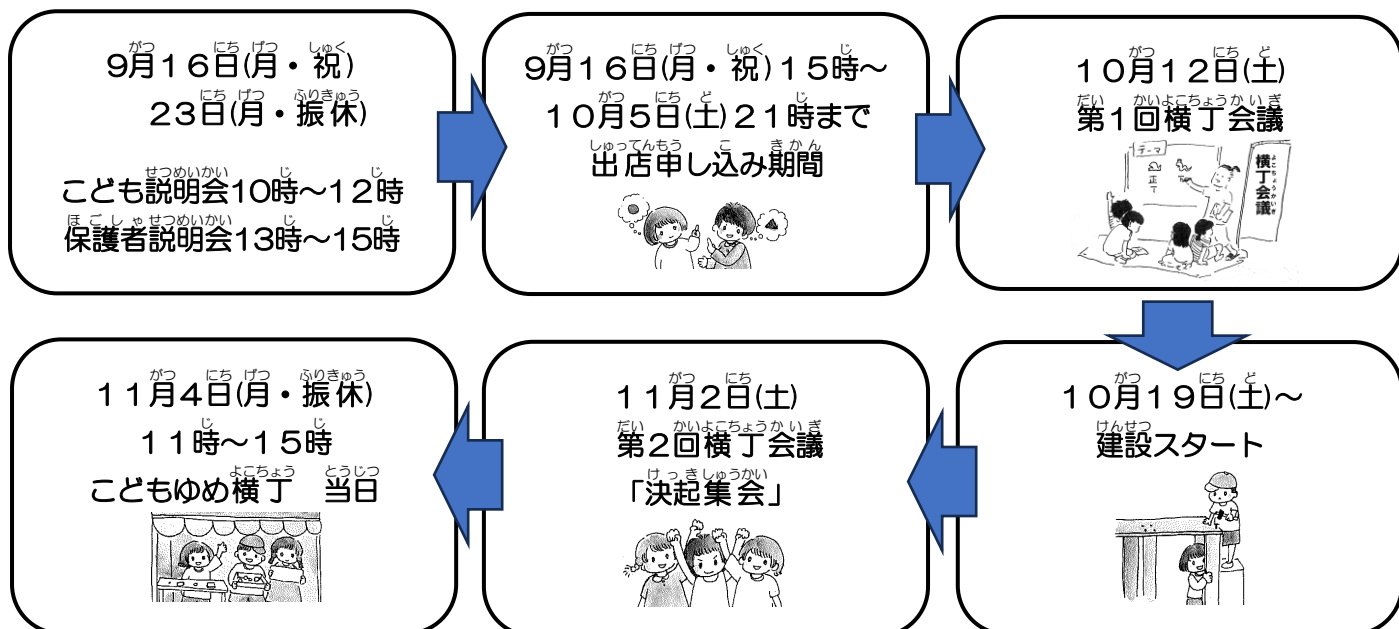 9月16日(月・祝)
23日(月・振休)
こども説明会10時～12時
保護者説明会13時～15時
9月16日(月・祝)15時～
10月5日(土)21時まで
出店申し込み期間
10月12日(土)
第1回横丁会議
テーマ
横丁会議
10月19日(土)～
建設スタート
11月2日(土)
第2回横丁会議
「決起集会」
11月4日(月・振休)
11時～15時
こどもゆめ横丁　当日